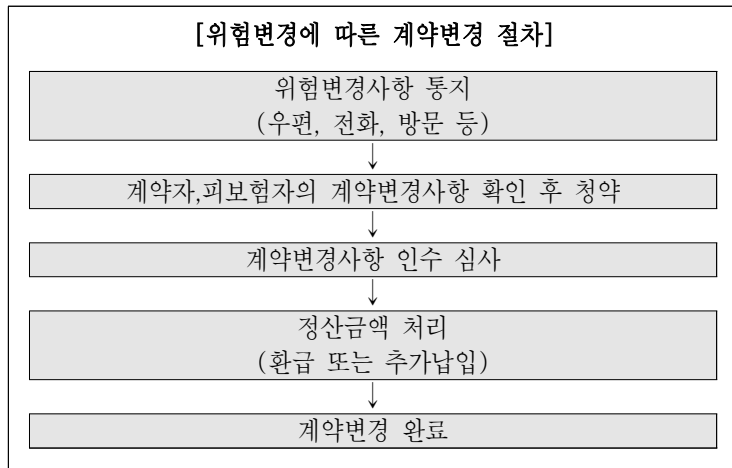 [위험변경에 따른 계약변경 절차]
위험변경사항 통지
(우편, 전화, 방문 등)
계약자,피보험자의 계약변경사항 확인 후 청약
계약변경사항 인수 심사
정산금액 처리
(환급 또는 추가납입)
계약변경 완료